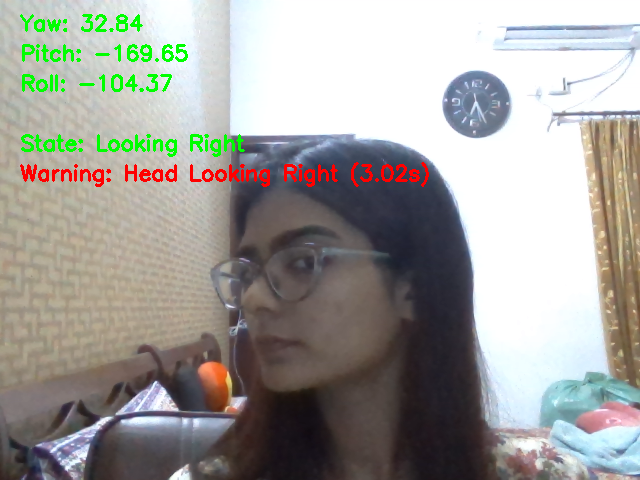 Yaw: 32.84
Pitch: -169.65
Roll: -104.37
State: Looking Right
Warning: Head Looking Right (3.02s)